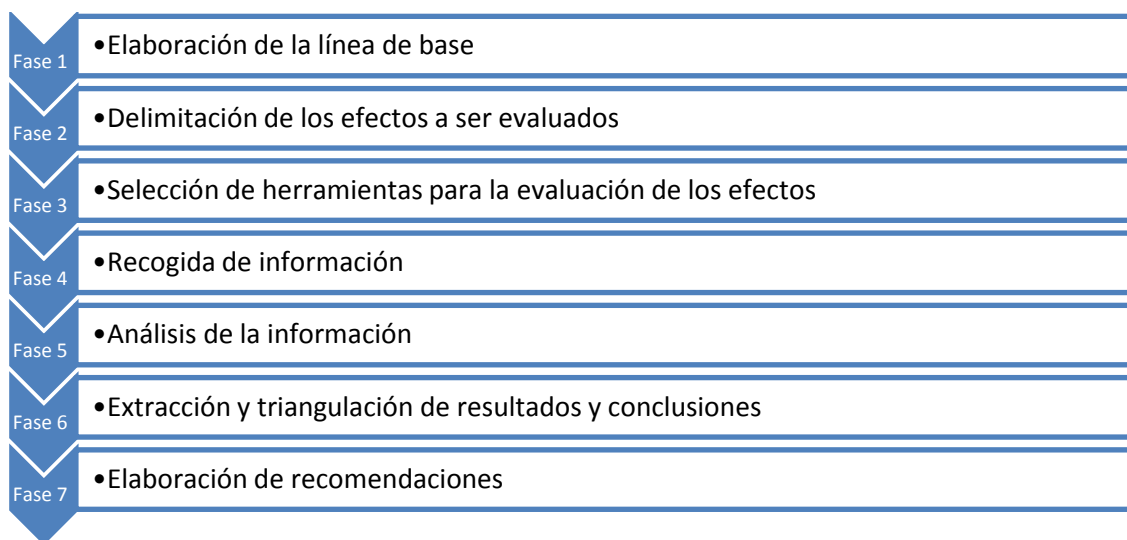 Fase 1
•Elaboración de la línea de base
Fase 2
•Delimitación de los efectos a ser evaluados
Fase 3
•Selección de herramientas para la evaluación de los efectos
Fase 4
•Recogida de información
Fase 5
•Análisis de la información
Fase 6
•Extracción y triangulación de resultados y conclusiones
Fase 7
•Elaboración de recomendaciones